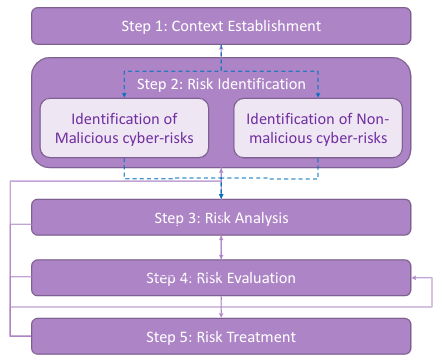 Step 1: Context Establishment
Step 2: Risk Identification
Identification of
Malicious cyber-risks
Identification of Non-
malicious cyber-risks
Step 3: Risk Analysis
Step 4: Risk Evaluation
Step 5: Risk Treatment